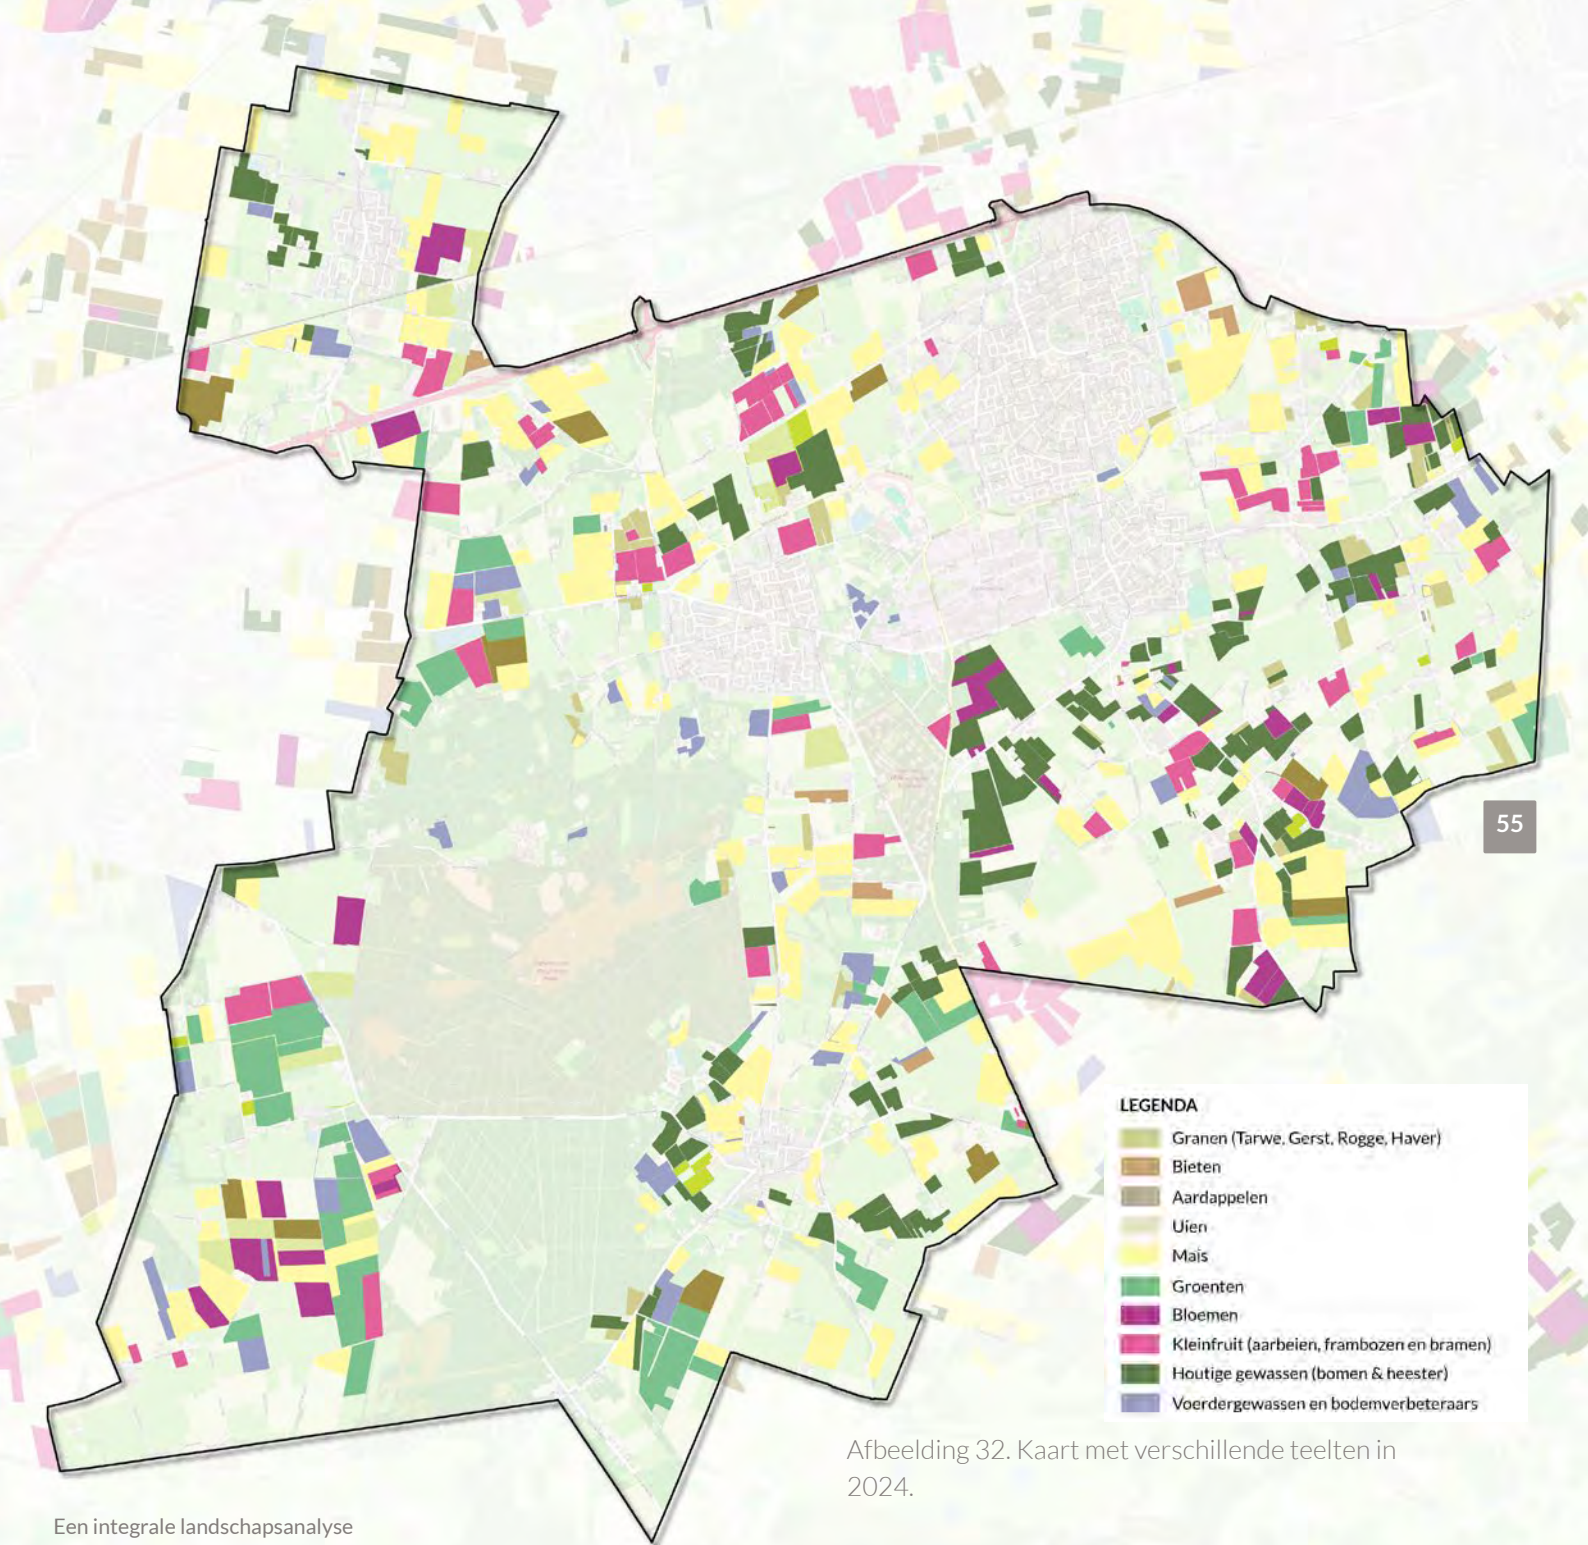 55
LEGENDA
Granen (Tarwe, Gerst, Rogge, Haver)
Bieten
Aardappelen
Uien
Mais
Groenten
Bloemen
Kleinfruit (aarbeien, frambozen en bramen)
Houtige gewassen (bomen & heester)
Voerdergewassen en bodemverbeteraars
Afbeelding 32. Kaart met verschillende teelten in
2024.
Een integrale landschapsanalyse